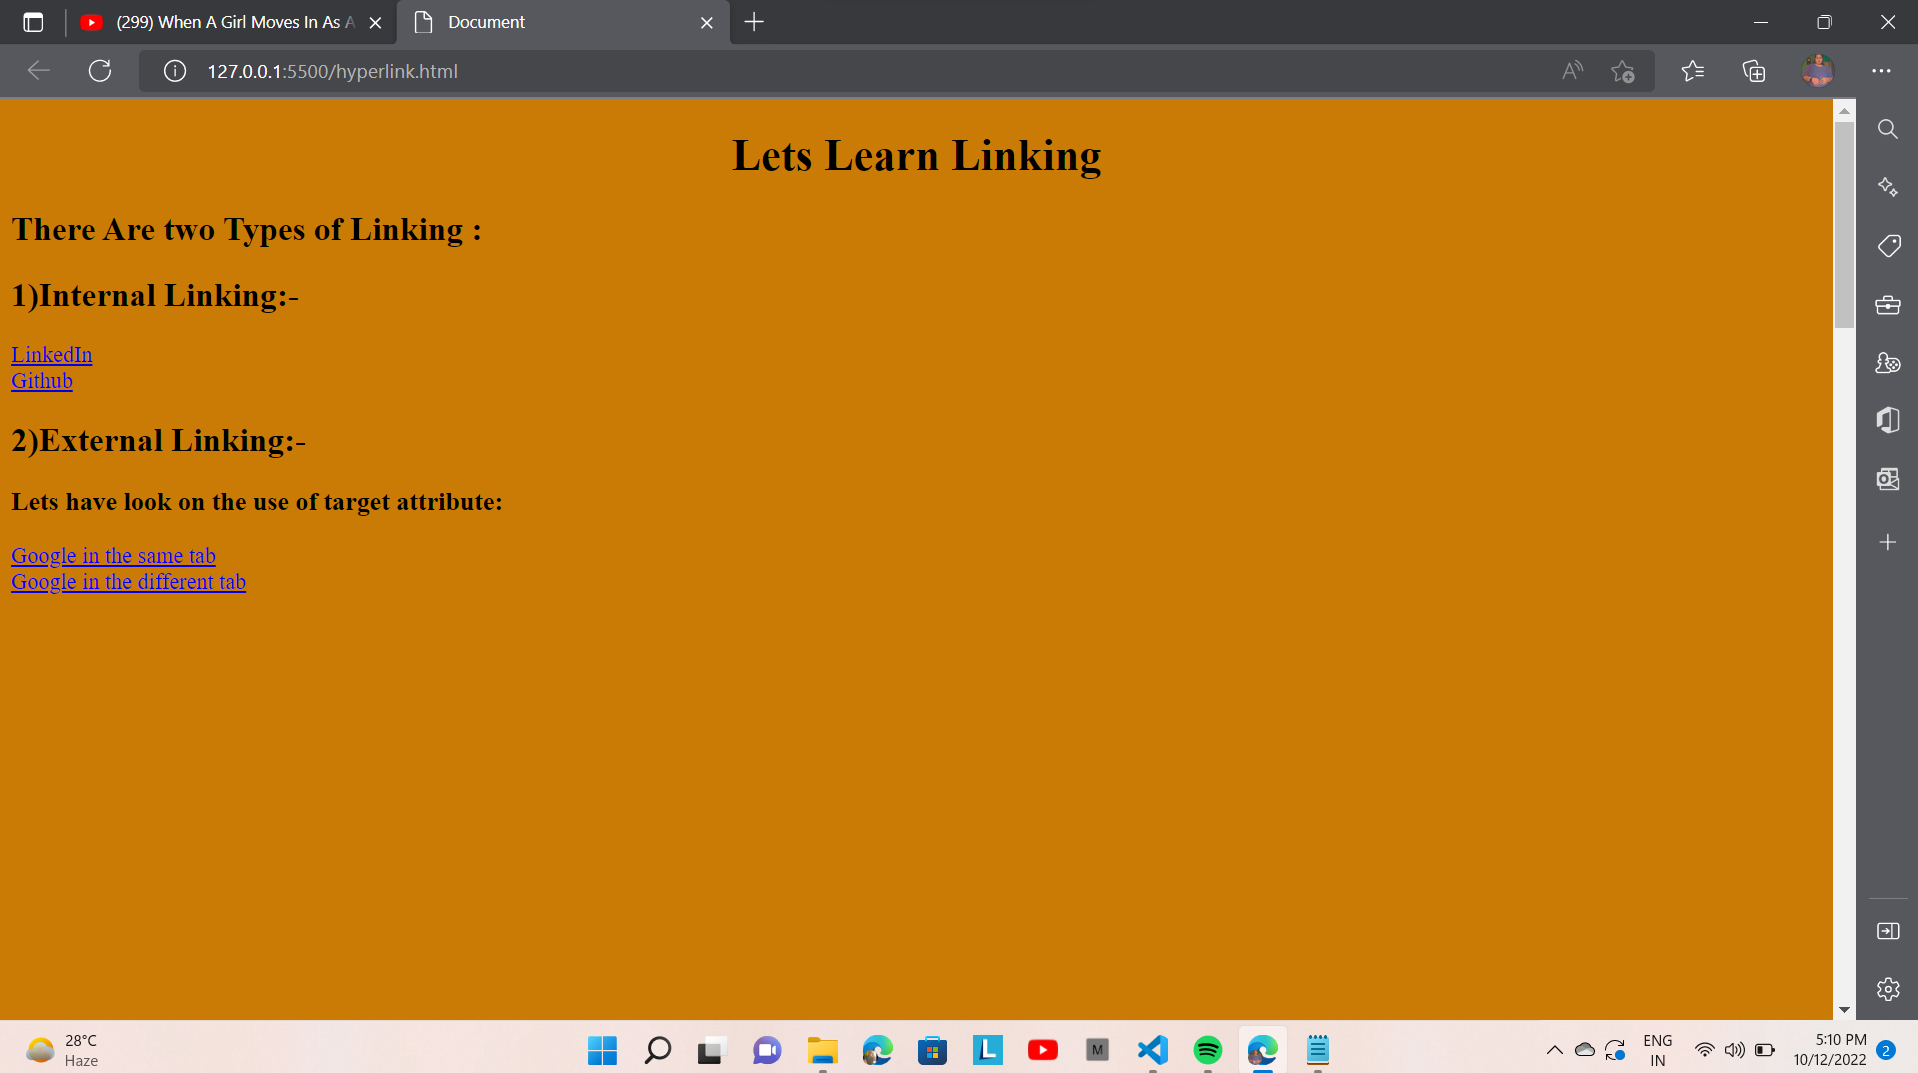 (299) When A Girl Moves In As A
Document
127.0.0.1:5500/hyperlink.html
Lets Learn Linking
There Are two Types of Linking :
1)Internal Linking:-
LinkedIn
Github
2)External Linking:-
Lets have look on the use of target attribute:
Google in the same tab
Google in the different tab
28°C
Haze
L
M
ENG
IN
5:10 PM
10/12/2022
2